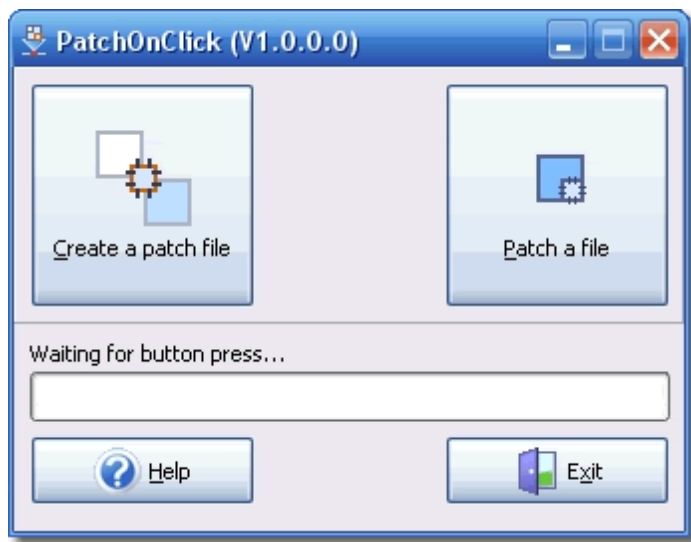 PatchOnClick (V1.0.0.0)
Create a patch file
Patch a file
Waiting for button press...
Help
Exit